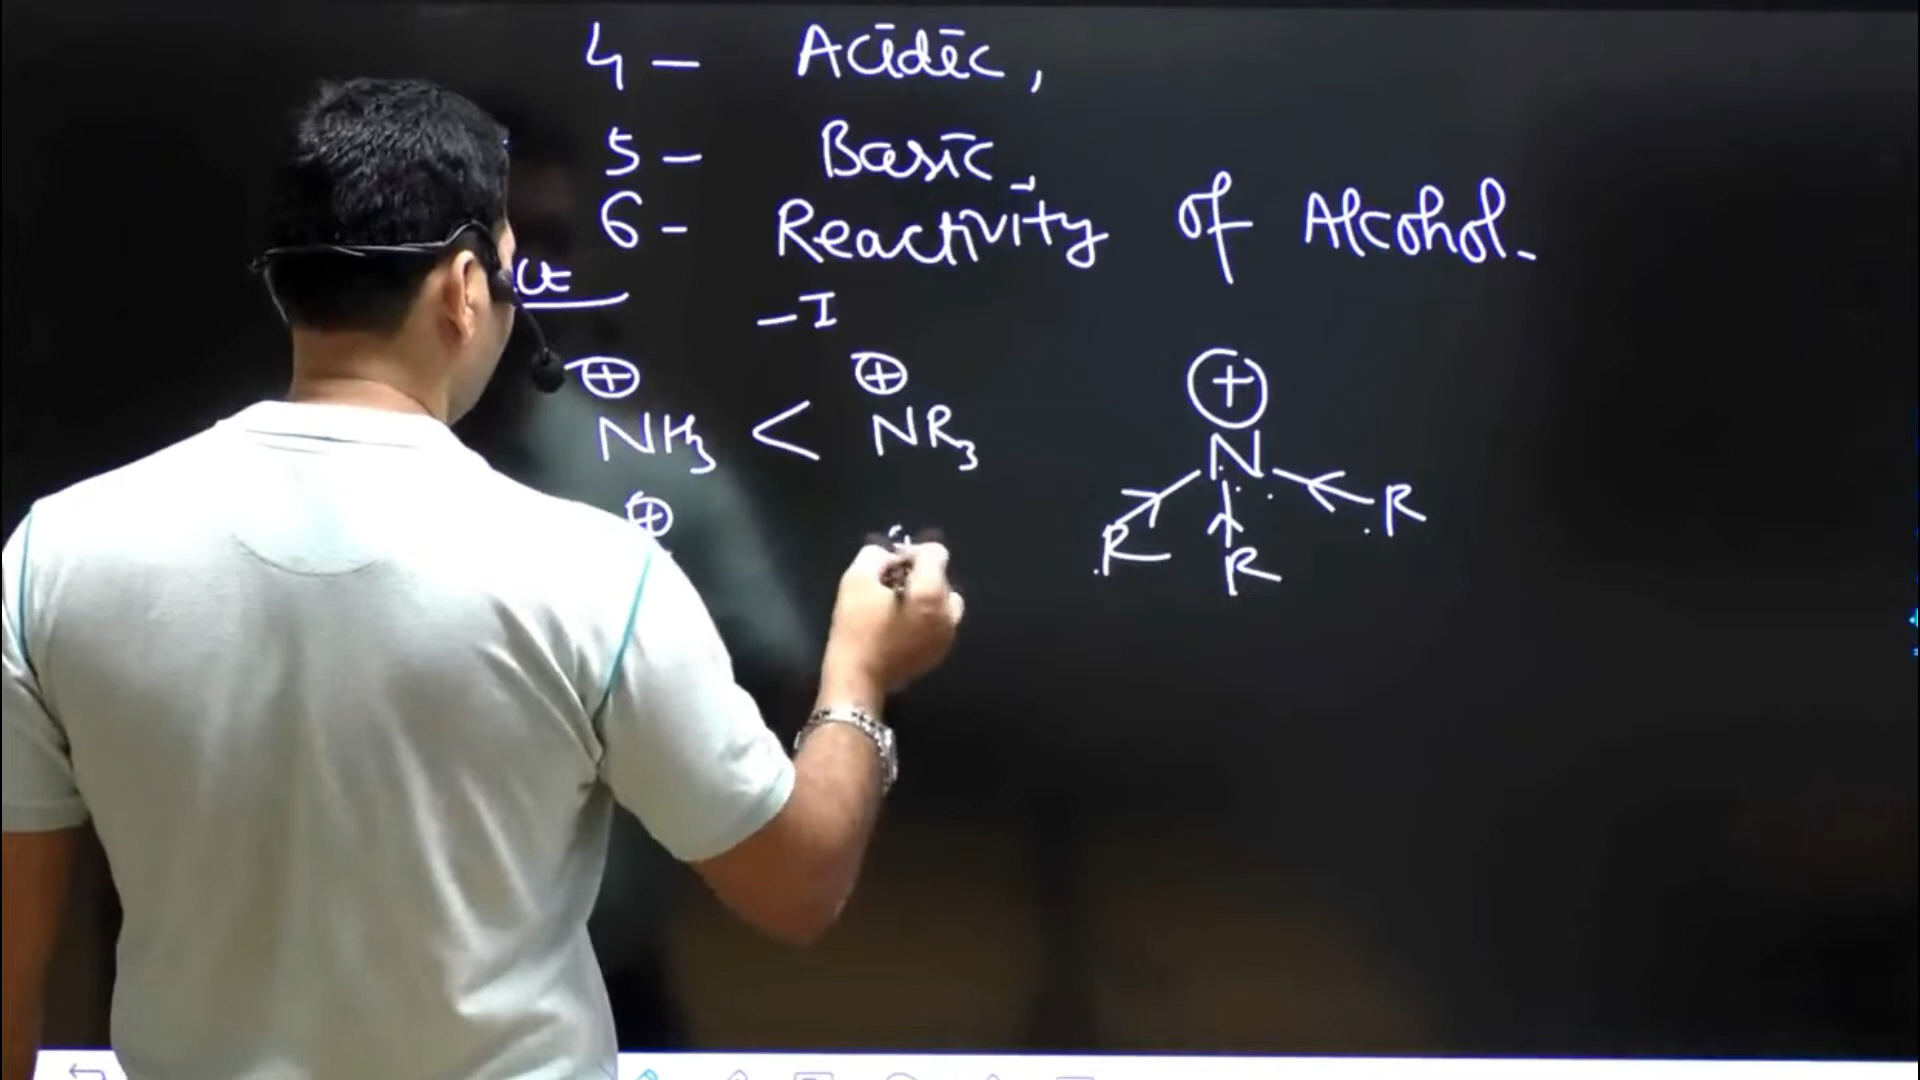 4 - Acidic,
5 - Basic,
6 - Reactivity of Alcohol.
-I
⊕ ⊕ ⊕
NH3 < NR3 N
R R R
⊕